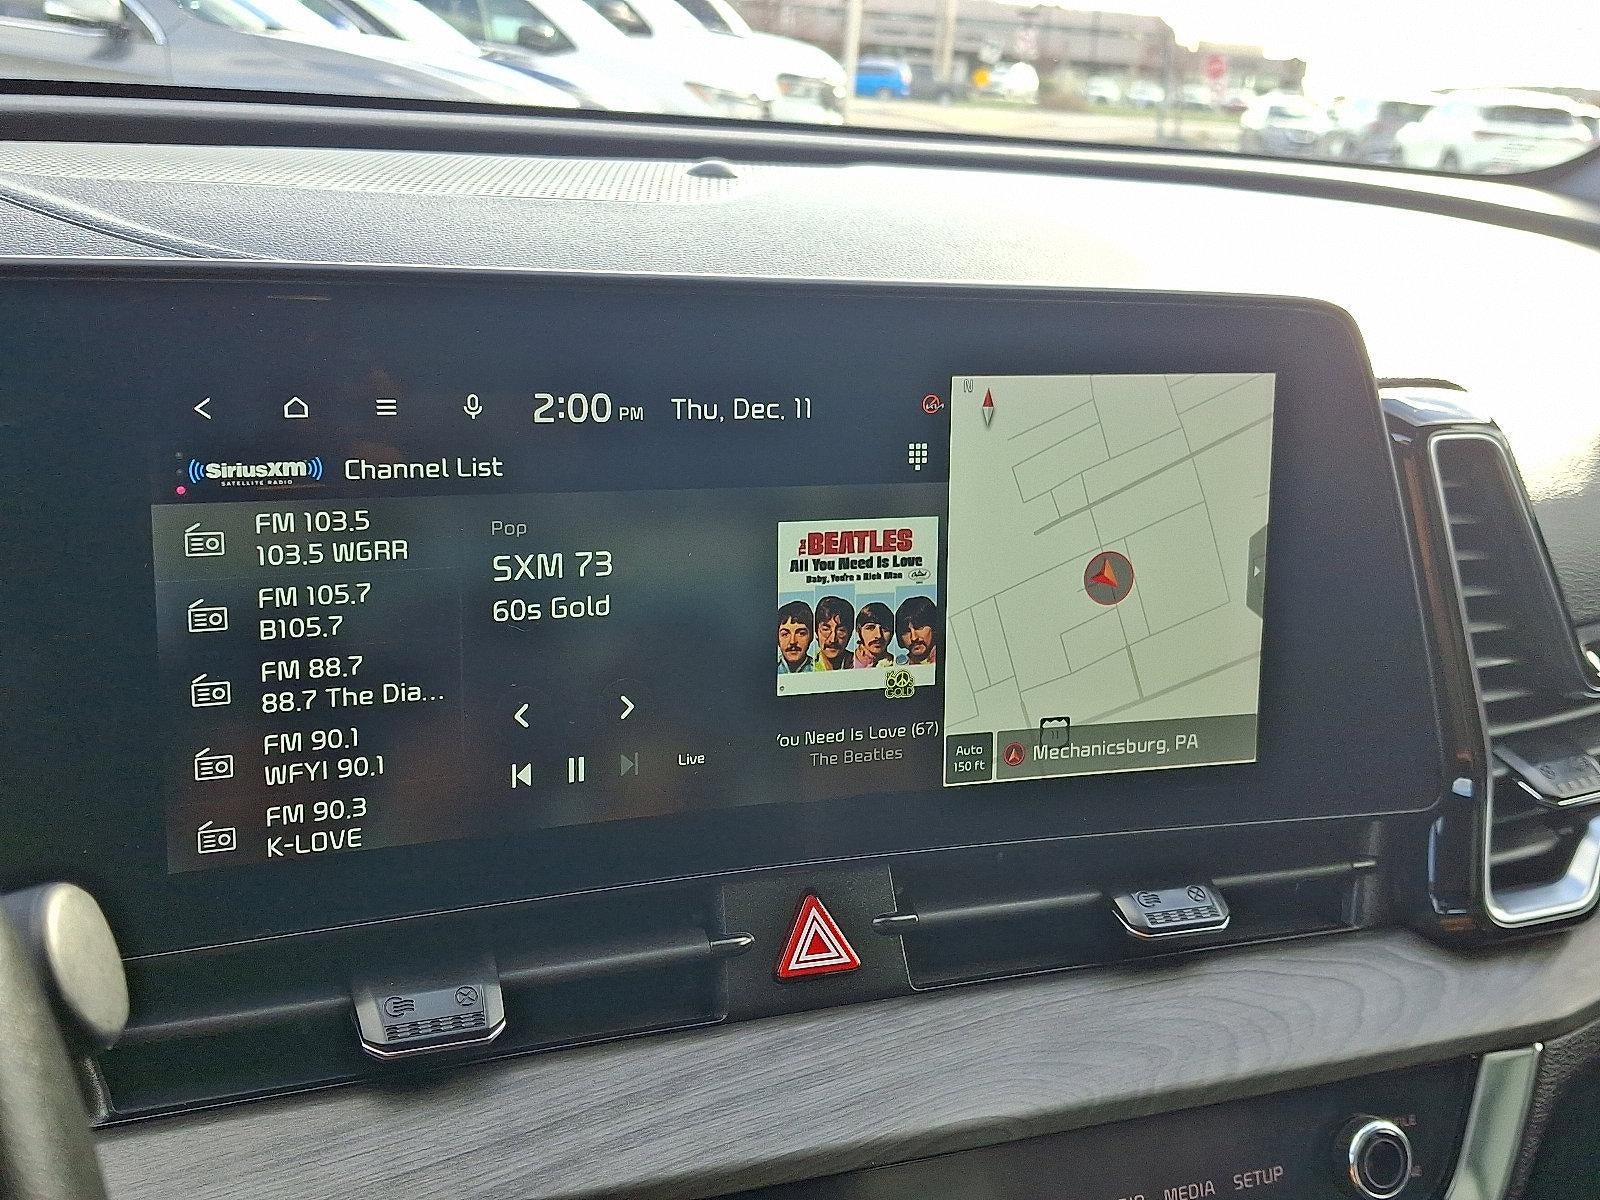 2:00 PM Thu, Dec. 11
N
SiriusXM
SATELLITE RADIO
Channel List
FM 103.5
103.5 WGRR
FM 105.7
B105.7
FM 88.7
88.7 The Dia...
FM 90.1
WFYI 90.1
FM 90.3
K-LOVE
Pop
SXM 73
60s Gold
Live
The BEATLES
All You Need Is Love
Baby, You're a Rich Man
Capitol
60s
GOLD
You Need Is Love (67)
The Beatles
11
Auto
150 ft
Mechanicsburg, PA
MEDIA SETUP